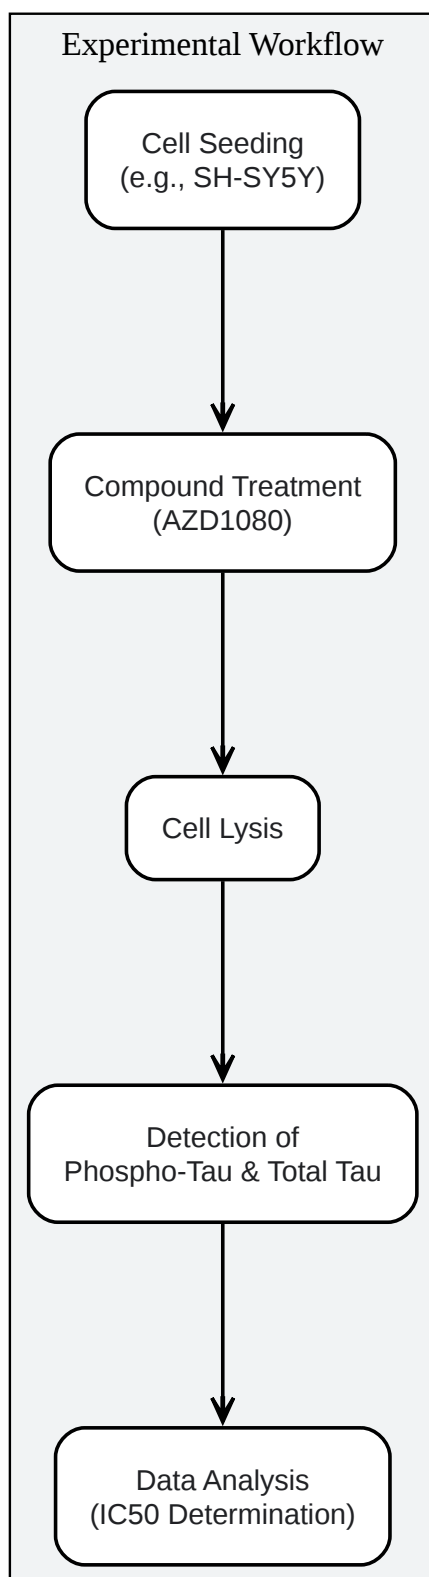 Experimental Workflow
Cell Seeding
(e.g., SH-SY5Y)
Compound Treatment
(AZD1080)
Cell Lysis
Detection of
Phospho-Tau & Total Tau
Data Analysis
(IC50 Determination)